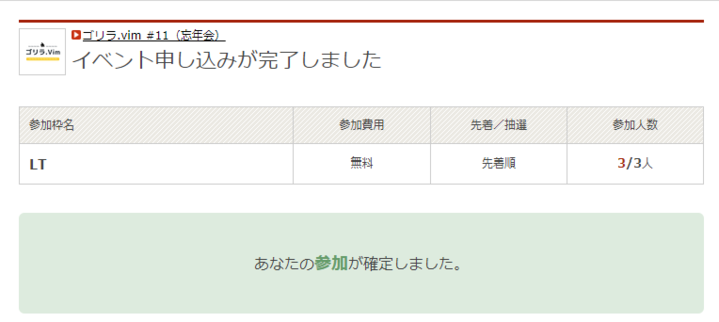 ゴリラ.vim
ゴリラ.vim #11（忘年会）
イベント申し込みが完了しました
参加枠名 参加費用 先着／抽選 参加人数
LT 無料 先着順 3/3人
あなたの参加が確定しました。